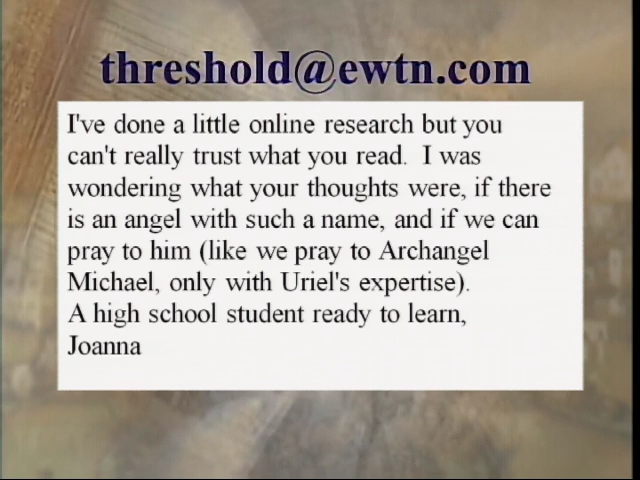 threshold@ewtn.com
I've done a little online research but you
can't really trust what you read.  I was
wondering what your thoughts were, if there
is an angel with such a name, and if we can
pray to him (like we pray to Archangel
Michael, only with Uriel's expertise).
A high school student ready to learn,
Joanna